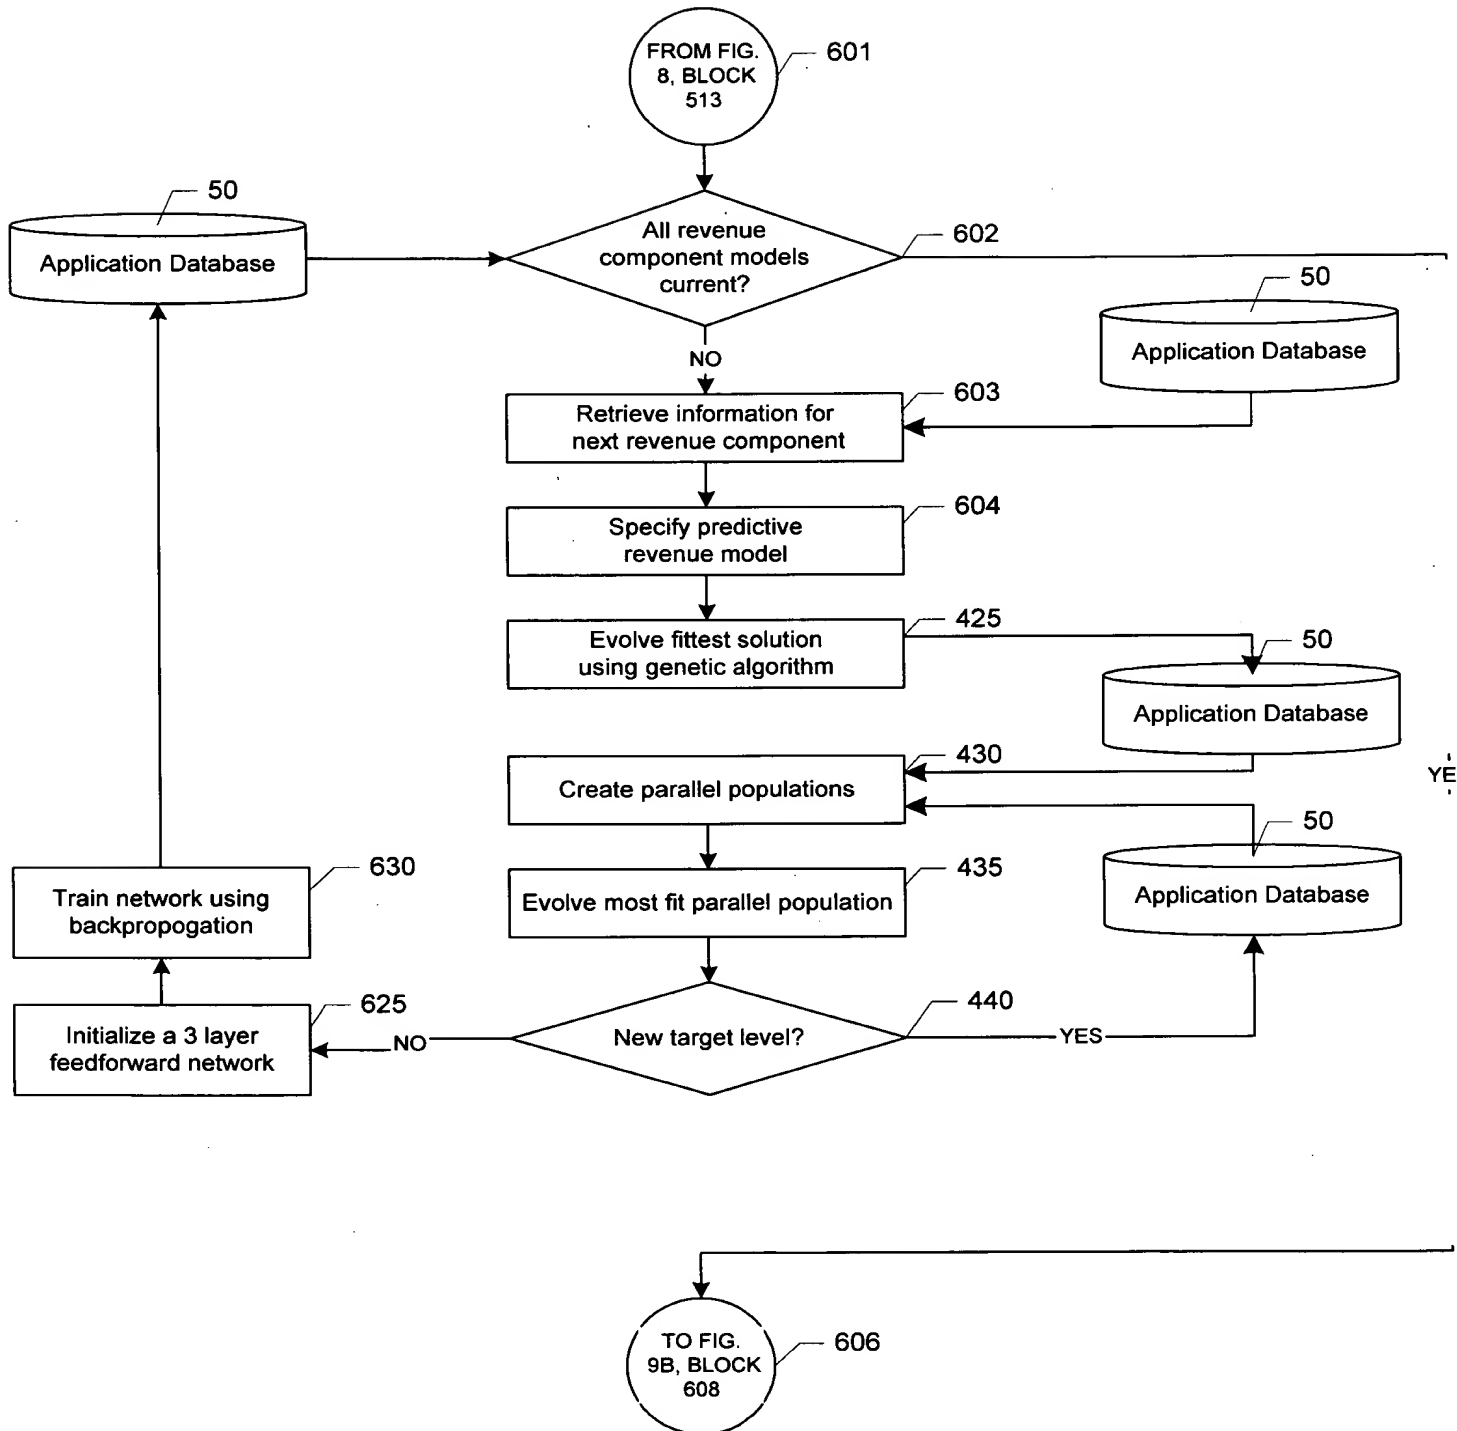 FROM FIG.
8, BLOCK
513
601
50
Application Database
All revenue
component models
current?
602
50
Application Database
NO
Retrieve information for
next revenue component
603
Specify predictive
revenue model
604
Evolve fittest solution
using genetic algorithm
425
50
Application Database
Create parallel populations
430
YE
50
Application Database
Train network using
backpropogation
630
Evolve most fit parallel population
435
Initialize a 3 layer
feedforward network
625
NO
New target level?
440
YES
TO FIG.
9B, BLOCK
608
606